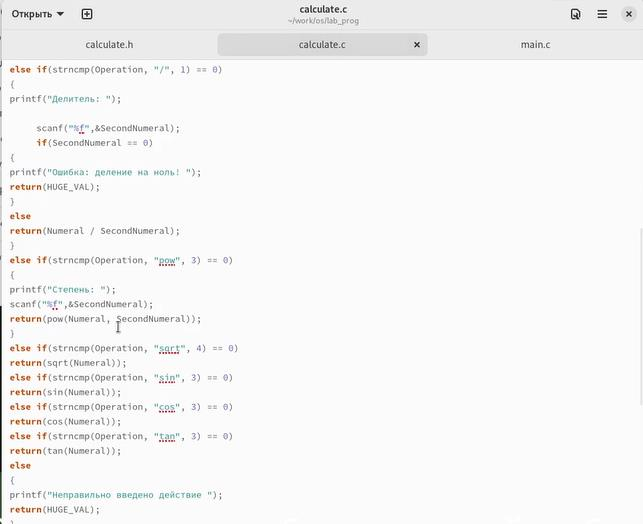 Открыть
calculate.c
~/work/os/lab_prog
calculate.h
calculate.c
main.c
else if(strncmp(Operation, "/", 1) == 0)
{
printf("Делитель: ");
scanf("%f",&SecondNumeral);
if(SecondNumeral == 0)
{
printf("Ошибка: деление на ноль! ");
return(HUGE_VAL);
}
else
return(Numeral / SecondNumeral);
}
else if(strncmp(Operation, "pow", 3) == 0)
{
printf("Степень: ");
scanf("%f",&SecondNumeral);
return(pow(Numeral, SecondNumeral));
}
else if(strncmp(Operation, "sqrt", 4) == 0)
return(sqrt(Numeral));
else if(strncmp(Operation, "sin", 3) == 0)
return(sin(Numeral));
else if(strncmp(Operation, "cos", 3) == 0)
return(cos(Numeral));
else if(strncmp(Operation, "tan", 3) == 0)
return(tan(Numeral));
else
{
printf("Неправильно введено действие ");
return(HUGE_VAL);